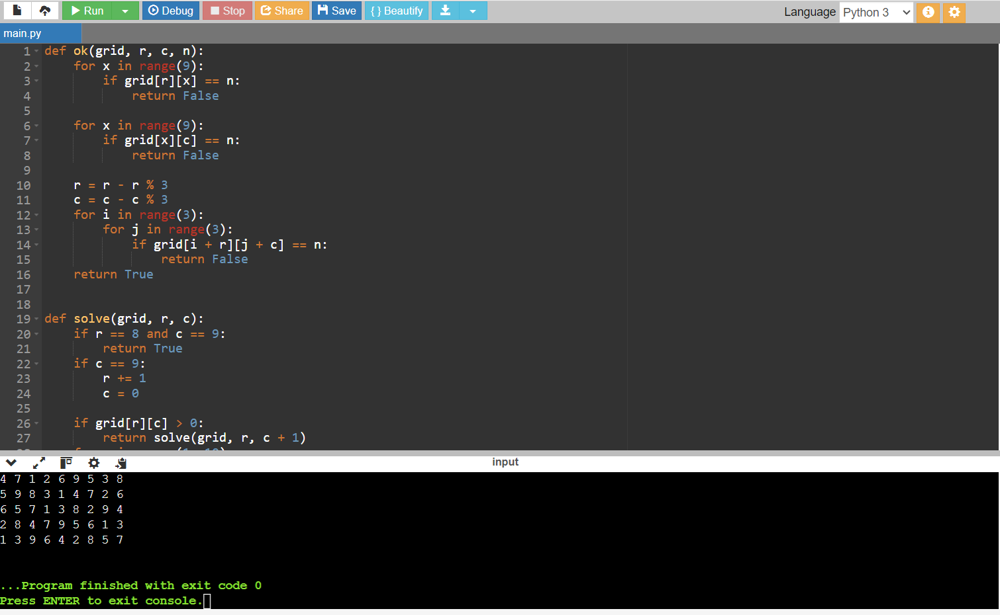 Run Debug Stop Share Save { } Beautify Language Python 3
main.py
1 def ok(grid, r, c, n):
2 for x in range(9):
3 if grid[r][x] == n:
4 return False
5
6 for x in range(9):
7 if grid[x][c] == n:
8 return False
9
10 r = r - r % 3
11 c = c - c % 3
12 for i in range(3):
13 for j in range(3):
14 if grid[i + r][j + c] == n:
15 return False
16 return True
17
18
19 def solve(grid, r, c):
20 if r == 8 and c == 9:
21 return True
22 if c == 9:
23 r += 1
24 c = 0
25
26 if grid[r][c] > 0:
27 return solve(grid, r, c + 1)
input
4 7 1 2 6 9 5 3 8
5 9 8 3 1 4 7 2 6
6 5 7 1 3 8 2 9 4
2 8 4 7 9 5 6 1 3
1 3 9 6 4 2 8 5 7
...Program finished with exit code 0
Press ENTER to exit console.